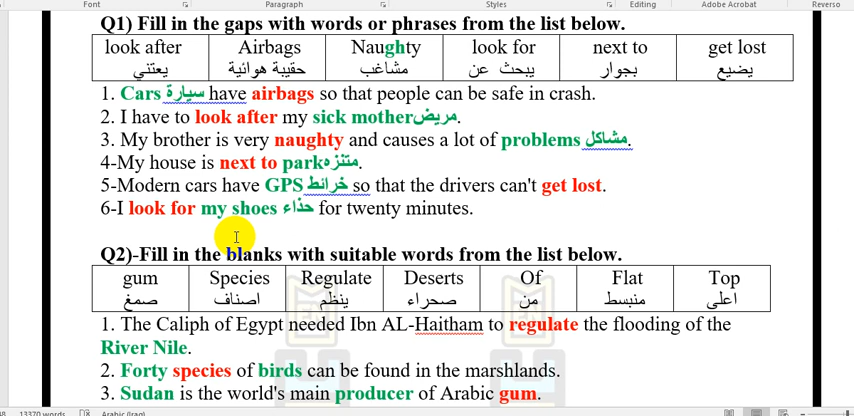 Font Paragraph Styles Editing Adobe Acrobat Reverso
Q1) Fill in the gaps with words or phrases from the list below.
look after Airbags Naughty look for next to get lost
يعتني حقيبة هوائية مشاغب يبحث عن بجوار يضيع
1. Cars سيارة have airbags so that people can be safe in crash.
2. I have to look after my sick mother مريض.
3. My brother is very naughty and causes a lot of problems مشاكل.
4-My house is next to park متنزه.
5-Modern cars have GPS خرائط so that the drivers can't get lost.
6-I look for my shoes حذاء for twenty minutes.
Q2)-Fill in the blanks with suitable words from the list below.
gum Species Regulate Deserts Of Flat Top
صمغ اصناف ينظم صحراء من منبسط اعلى
1. The Caliph of Egypt needed Ibn AL-Haitham to regulate the flooding of the
River Nile.
2. Forty species of birds can be found in the marshlands.
3. Sudan is the world's main producer of Arabic gum.
13370 words Arabic (Iraq)